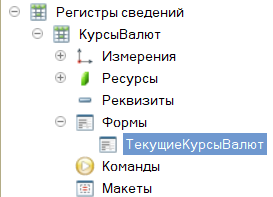 Регистры сведений
КурсыВалют
Измерения
Ресурсы
Реквизиты
Формы
ТекущиеКурсыВалют
Команды
Макеты